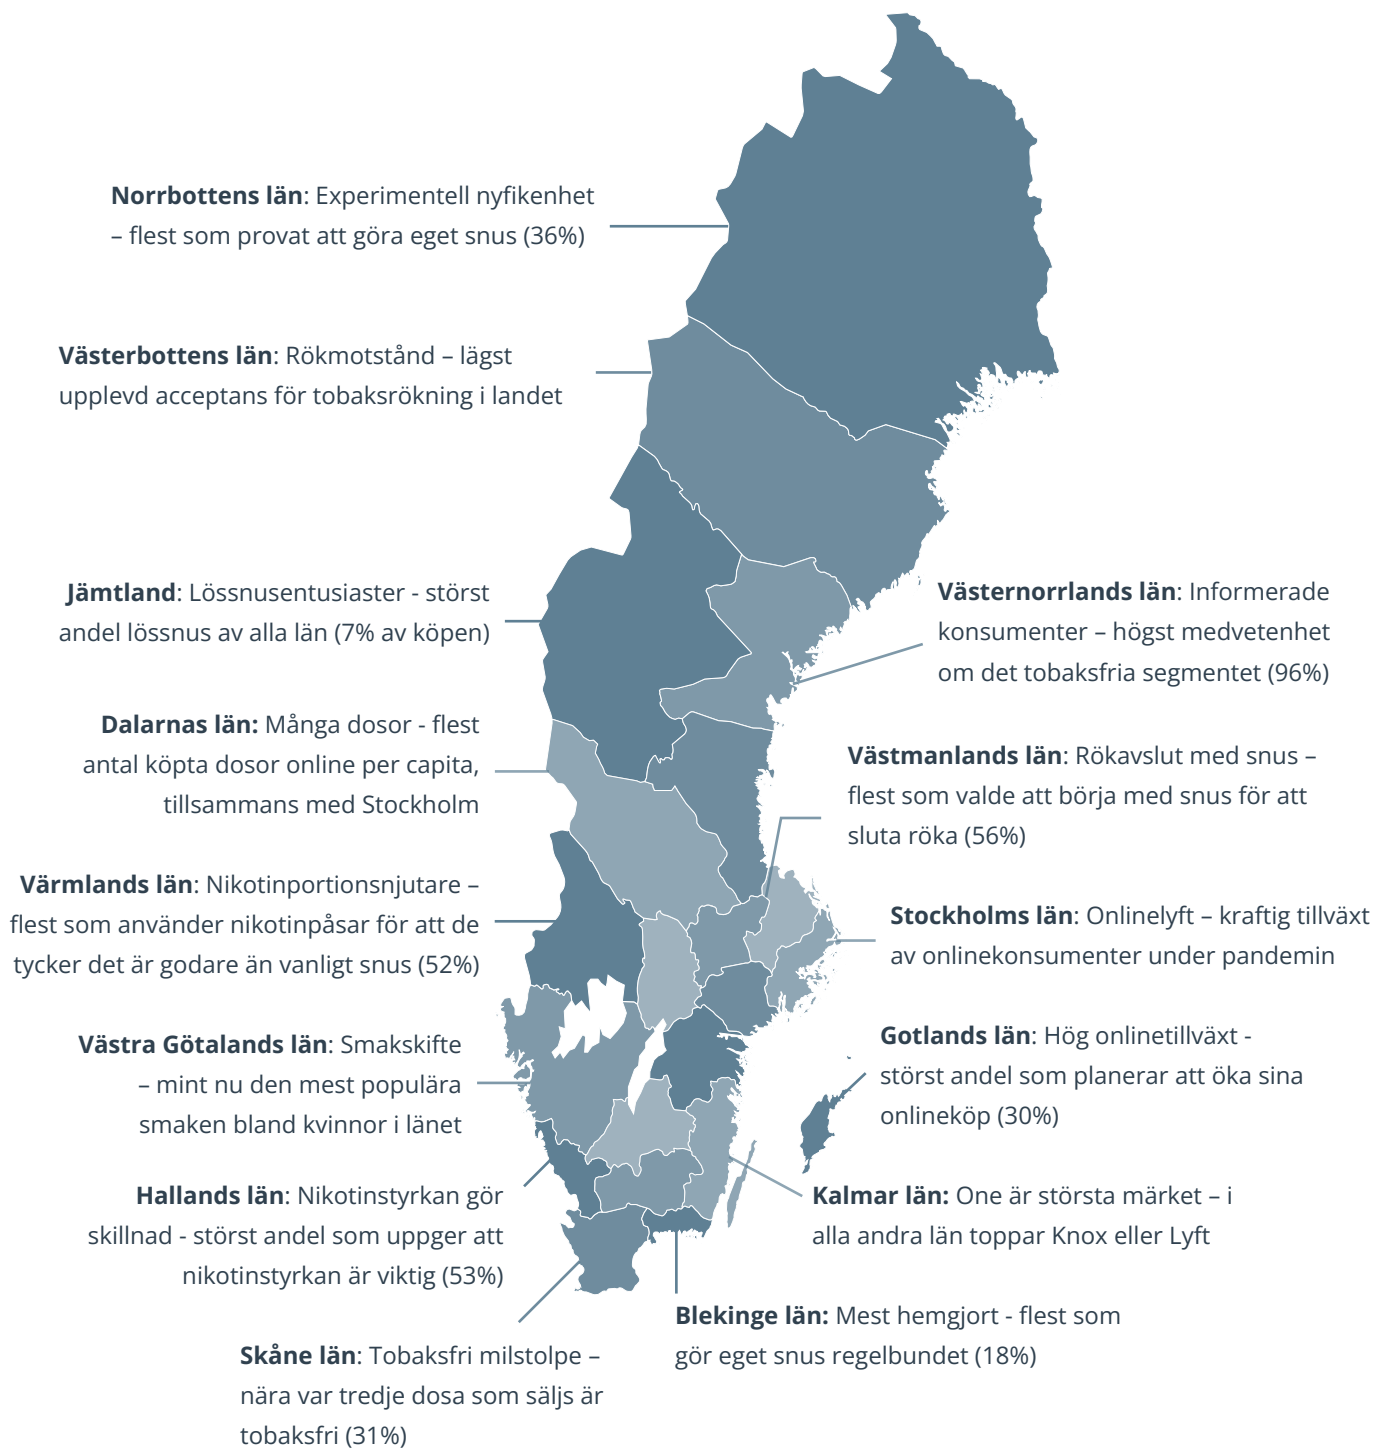 Norrbottens län: Experimentell nyfikenhet
– flest som provat att göra eget snus (36%)
Västerbottens län: Rökmotstånd – lägst
upplevd acceptans för tobaksrökning i landet
Jämtland: Lössnusentusiaster - störst
andel lössnus av alla län (7% av köpen)
Västernorrlands län: Informerade
konsumenter – högst medvetenhet
om det tobaksfria segmentet (96%)
Dalarnas län: Många dosor - flest
antal köpta dosor online per capita,
tillsammans med Stockholm
Västmanlands län: Rökavslut med snus –
flest som valde att börja med snus för att
sluta röka (56%)
Värmlands län: Nikotinportionsnjutare –
flest som använder nikotinpåsar för att de
tycker det är godare än vanligt snus (52%)
Stockholms län: Onlinelyft – kraftig tillväxt
av onlinekonsumenter under pandemin
Västra Götalands län: Smakskifte
– mint nu den mest populära
smaken bland kvinnor i länet
Gotlands län: Hög onlinetillväxt -
störst andel som planerar att öka sina
onlineköp (30%)
Hallands län: Nikotinstyrkan gör
skillnad - störst andel som uppger att
nikotinstyrkan är viktig (53%)
Kalmar län: One är största märket – i
alla andra län toppar Knox eller Lyft
Blekinge län: Mest hemgjort - flest som
gör eget snus regelbundet (18%)
Skåne län: Tobaksfri milstolpe –
nära var tredje dosa som säljs är
tobaksfri (31%)